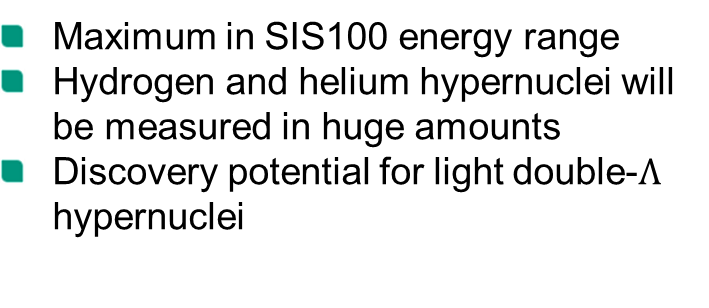 Maximum in SIS100 energy range
Hydrogen and helium hypernuclei will
be measured in huge amounts
Discovery potential for light double-Λ
hypernuclei